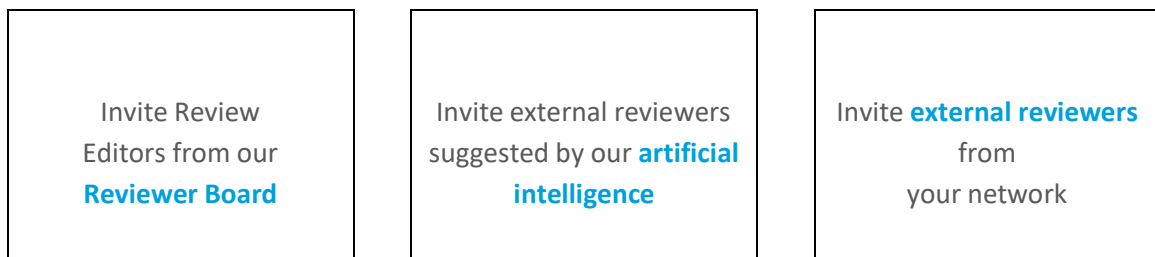 Invite Review
Editors from our
Reviewer Board
Invite external reviewers
suggested by our artificial
intelligence
Invite external reviewers
from
your network